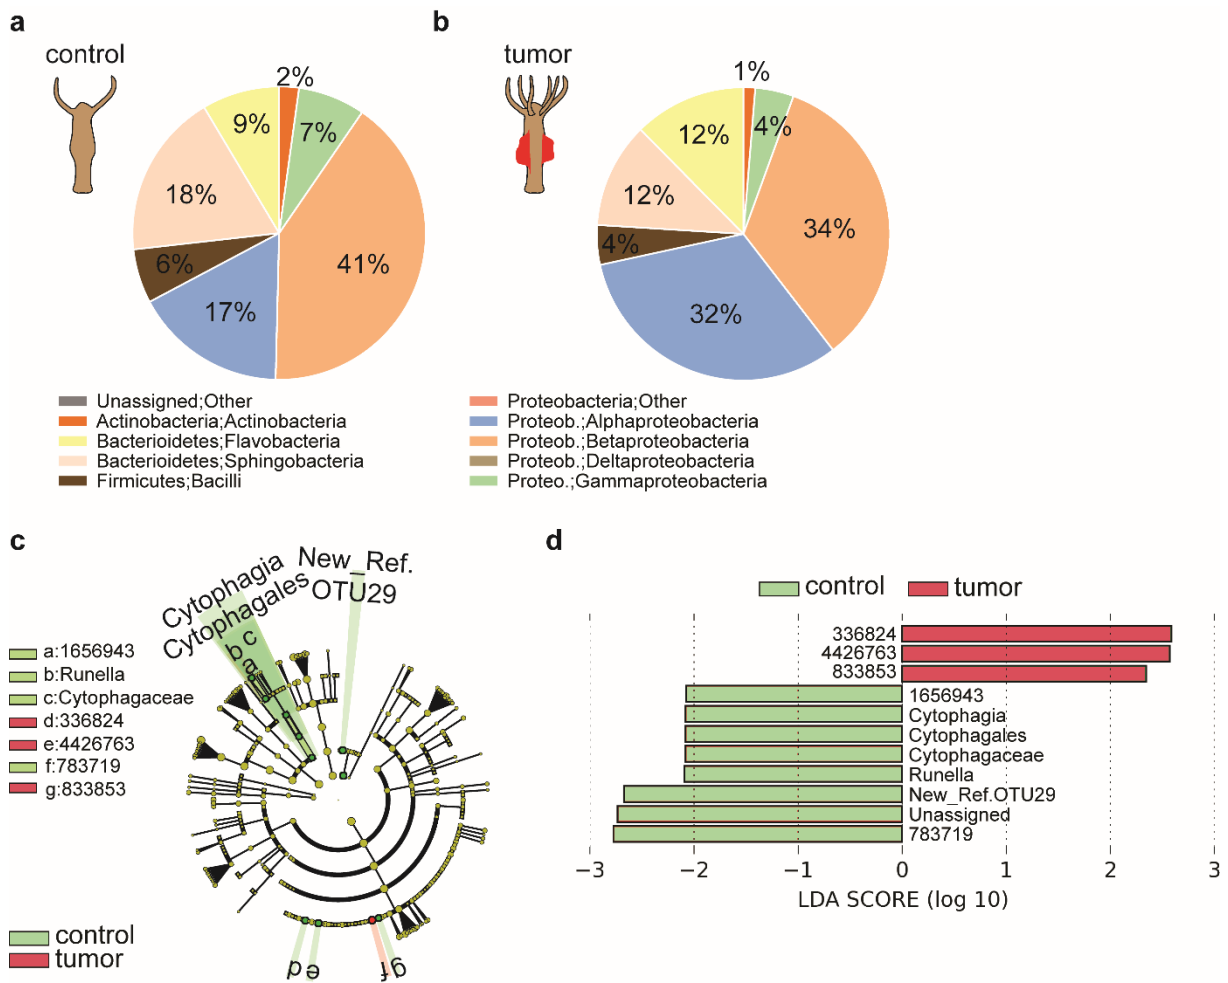 a
control
2%
7%
41%
17%
6%
18%
9%
b
tumor
1%
4%
34%
32%
4%
12%
12%
Unassigned;Other
Actinobacteria;Actinobacteria
Bacterioidetes;Flavobacteria
Bacterioidetes;Sphingobacteria
Firmicutes;Bacilli
Proteobacteria;Other
Proteob.;Alphaproteobacteria
Proteob.;Betaproteobacteria
Proteob.;Deltaproteobacteria
Proteo.;Gammaproteobacteria
c
Cytophagia
Cytophagales
New_Ref.
OTU29
c
b
a
a:1656943
b:Runella
c:Cytophagaceae
d:336824
e:4426763
f:783719
g:833853
d
e
f
g
control
tumor
d
control
tumor
336824
4426763
833853
1656943
Cytophagia
Cytophagales
Cytophagaceae
Runella
New_Ref.OTU29
Unassigned
783719
−3
−2
−1
0
1
2
3
LDA SCORE (log 10)